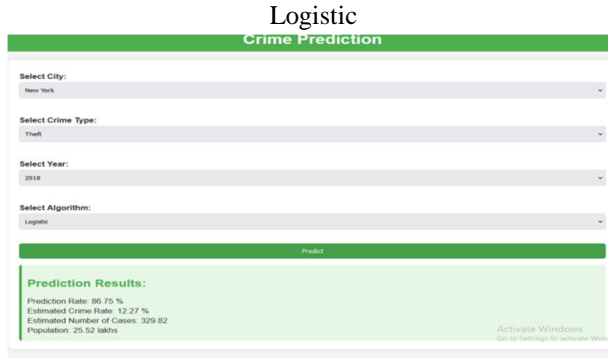 Logistic
Crime Prediction
Select City:
New York
Select Crime Type:
Theft
Select Year:
2018
Select Algorithm:
Logistic
Predict
Prediction Results:
Prediction Rate: 86.75 %
Estimated Crime Rate: 12.27 %
Estimated Number of Cases: 329.82
Population: 25.52 lakhs
Activate Windows
Go to Settings to activate